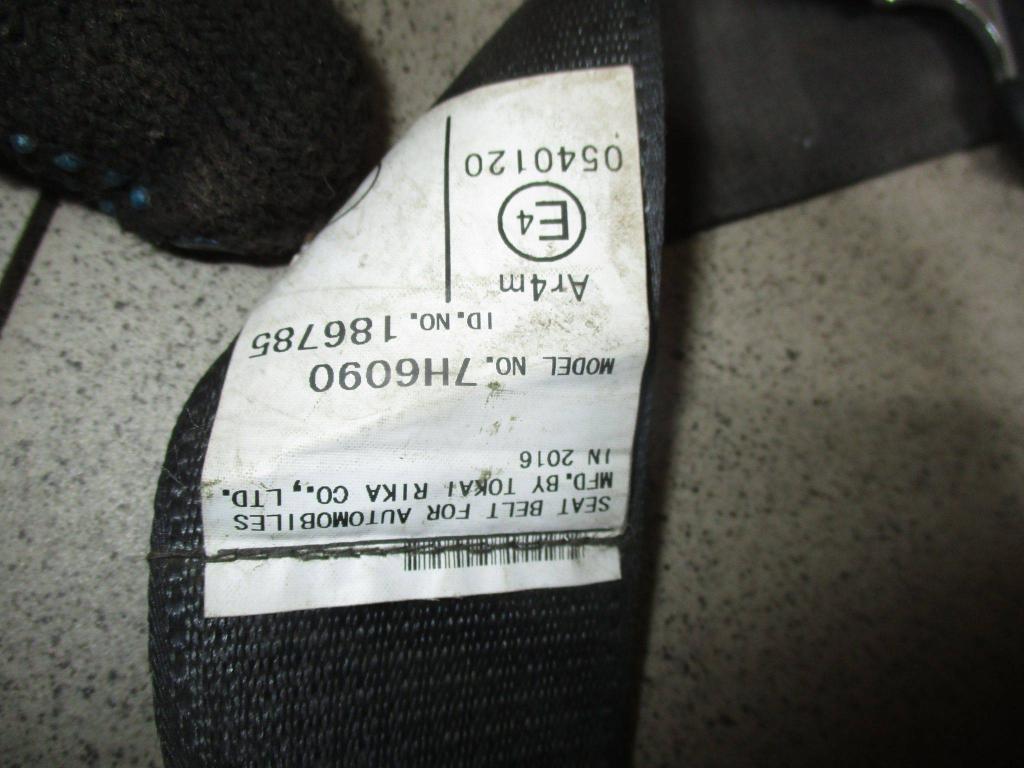 SEAT BELT FOR AUTOMOBILES
MFD.BY TOKAI RIKA CO.,LTD.
IN 2016
MODEL NO.7H6090
ID.NO.186785
Ar4m
E4
0540120